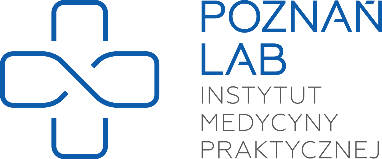 POZNAŃ
LAB
INSTYTUT
MEDYCYNY
PRAKTYCZNEJ